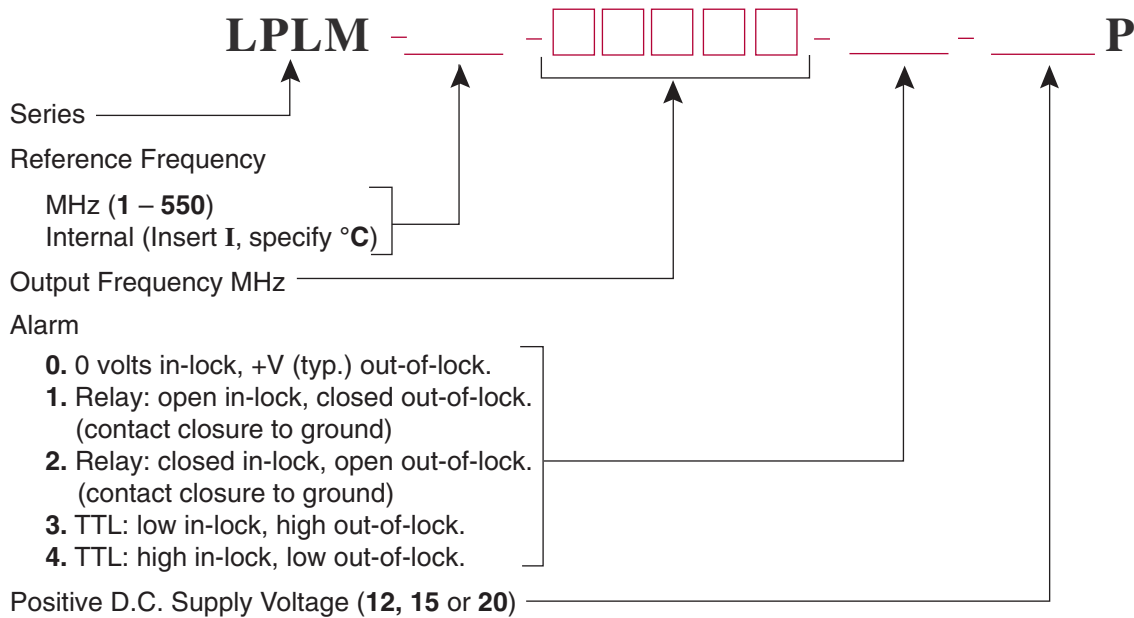 LPLM - ____ - □□□□□ - ____ - ____ P
Series
Reference Frequency
MHz (1 – 550)
Internal (Insert I, specify °C)
Output Frequency MHz
Alarm
0. 0 volts in-lock, +V (typ.) out-of-lock.
1. Relay: open in-lock, closed out-of-lock.
(contact closure to ground)
2. Relay: closed in-lock, open out-of-lock.
(contact closure to ground)
3. TTL: low in-lock, high out-of-lock.
4. TTL: high in-lock, low out-of-lock.
Positive D.C. Supply Voltage (12, 15 or 20)